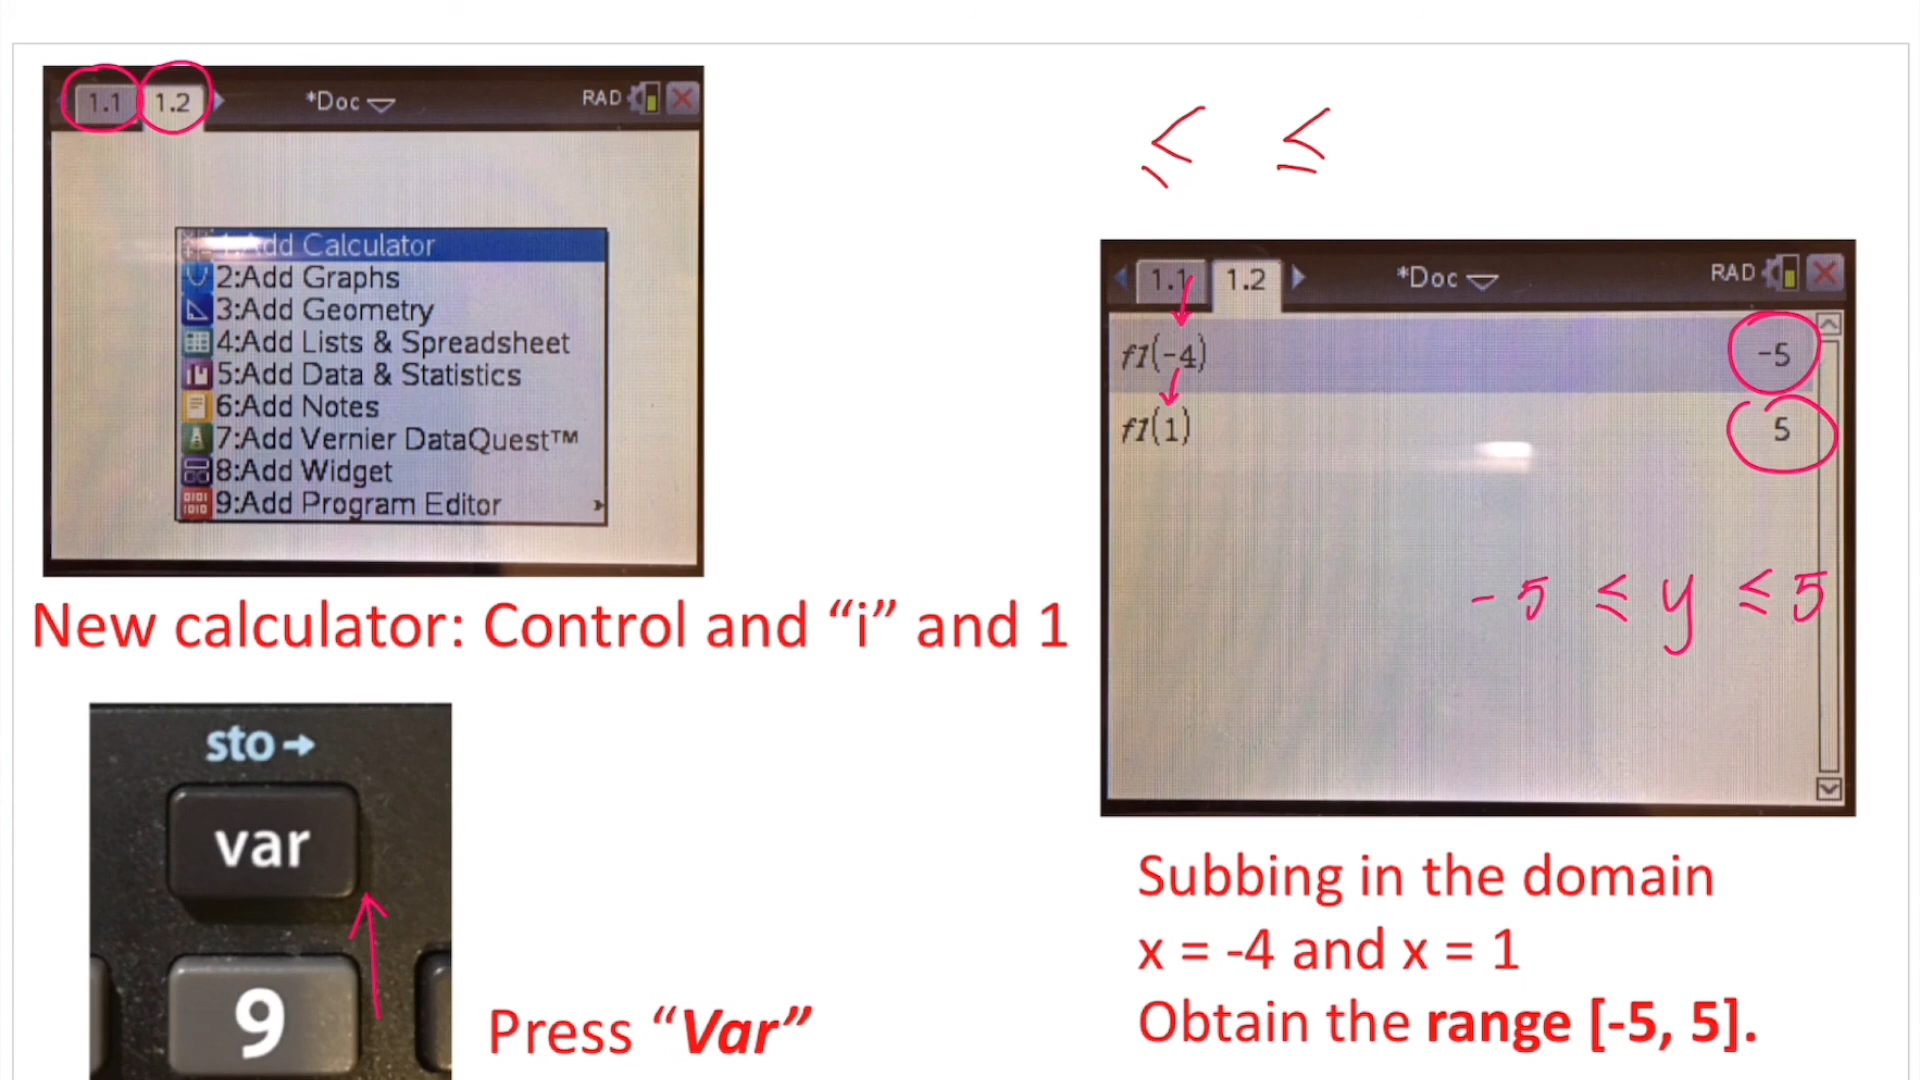 1.1 1.2 *Doc RAD
1:Add Calculator
2:Add Graphs
3:Add Geometry
4:Add Lists & Spreadsheet
5:Add Data & Statistics
6:Add Notes
7:Add Vernier DataQuest™
8:Add Widget
9:Add Program Editor
New calculator: Control and “i” and 1
sto→
var
9
Press “Var”
≤ ≤
1.1 1.2 *Doc RAD
f1(-4) -5
f1(1) 5
-5 ≤ y ≤ 5
Subbing in the domain
x = -4 and x = 1
Obtain the range [-5, 5].